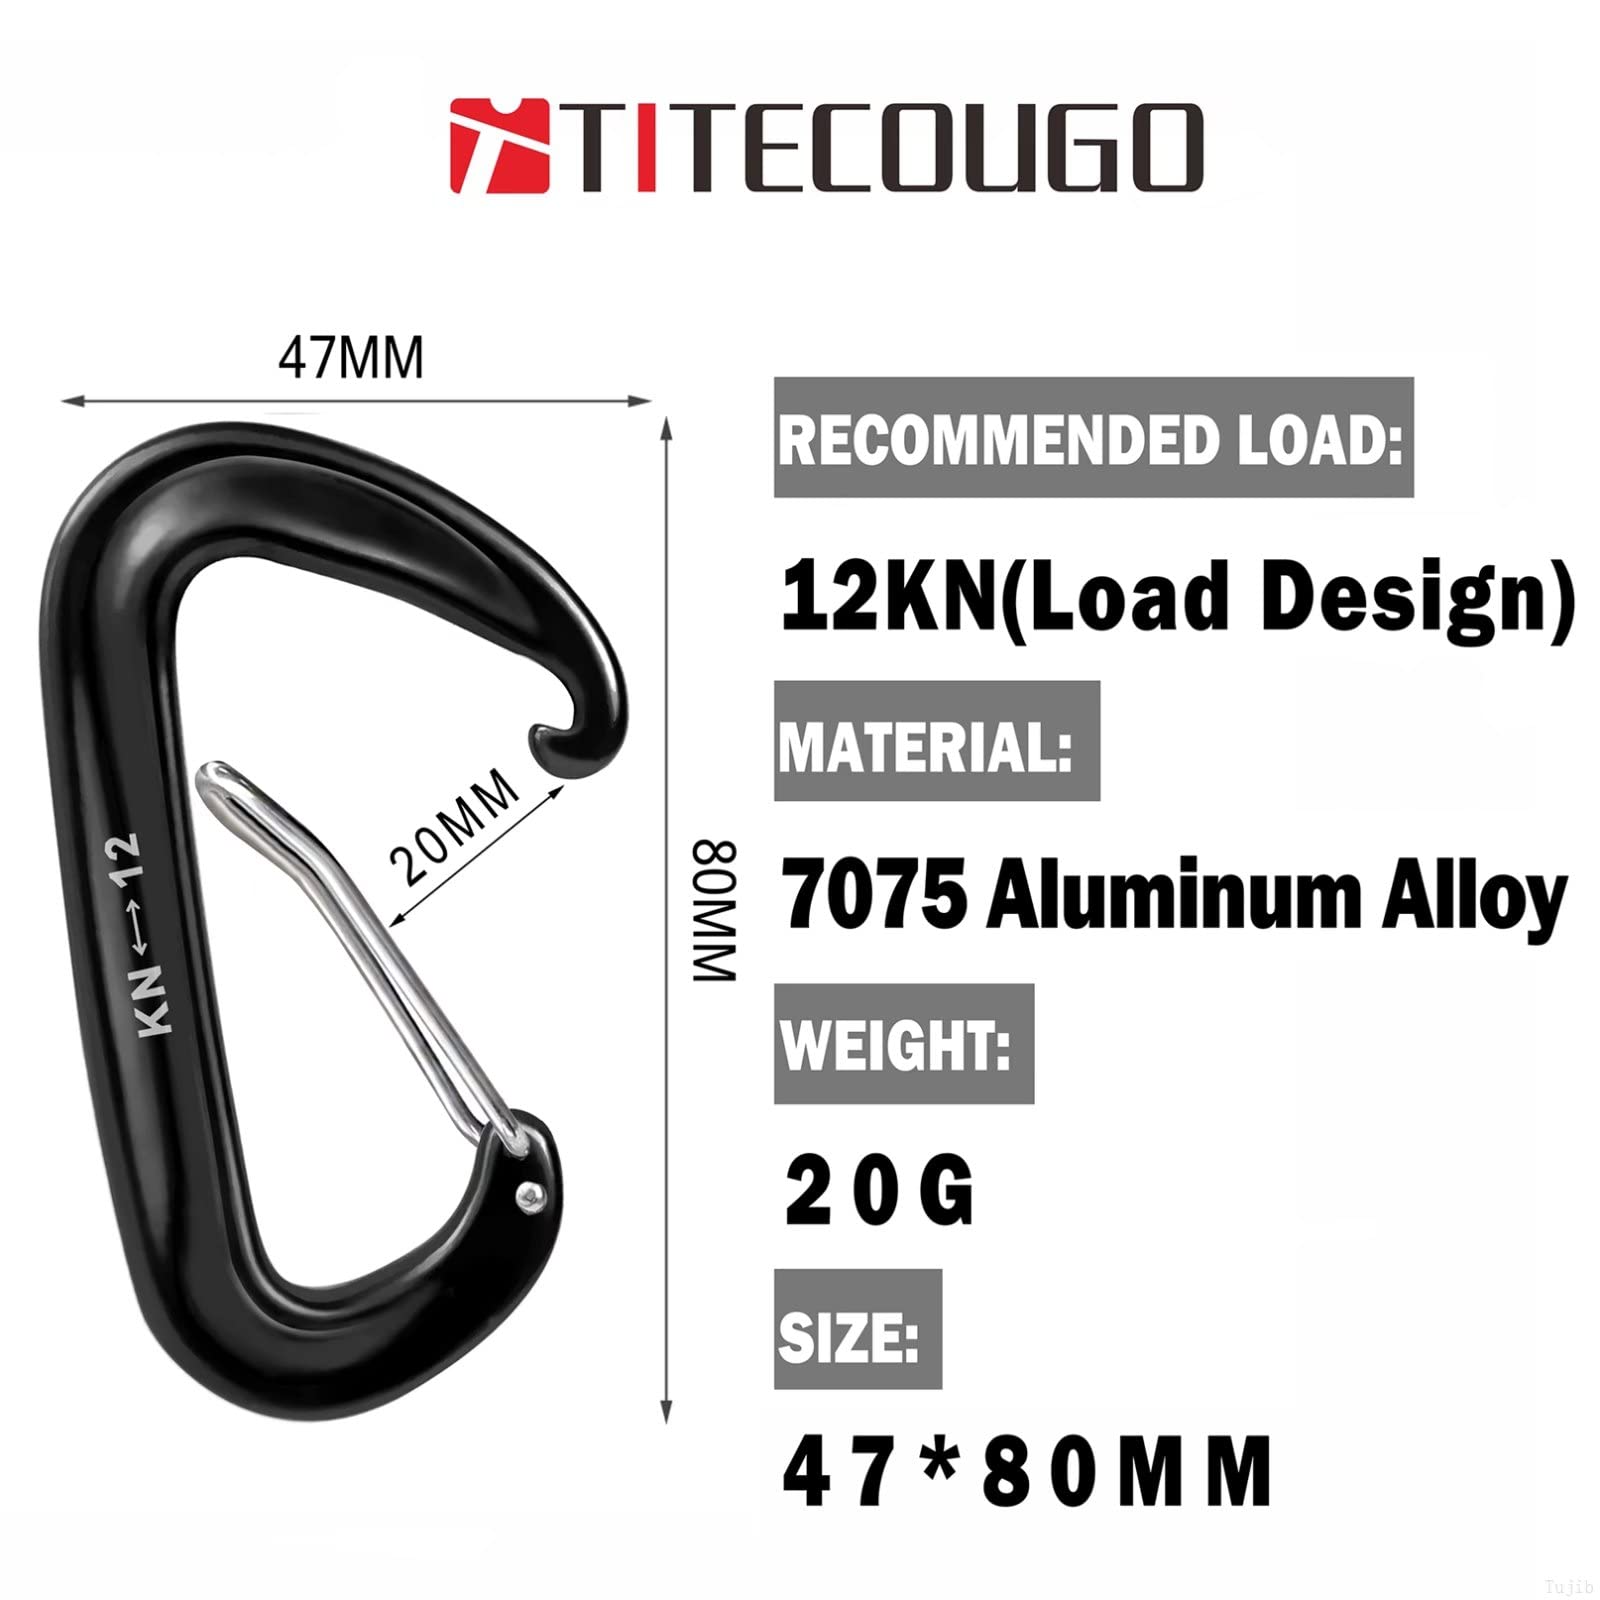 TITECOUGO
47MM
RECOMMENDED LOAD:
12KN(Load Design)
MATERIAL:
20MM
80MM
KN↔12
7075 Aluminum Alloy
WEIGHT:
20G
SIZE:
47*80MM
Tujib